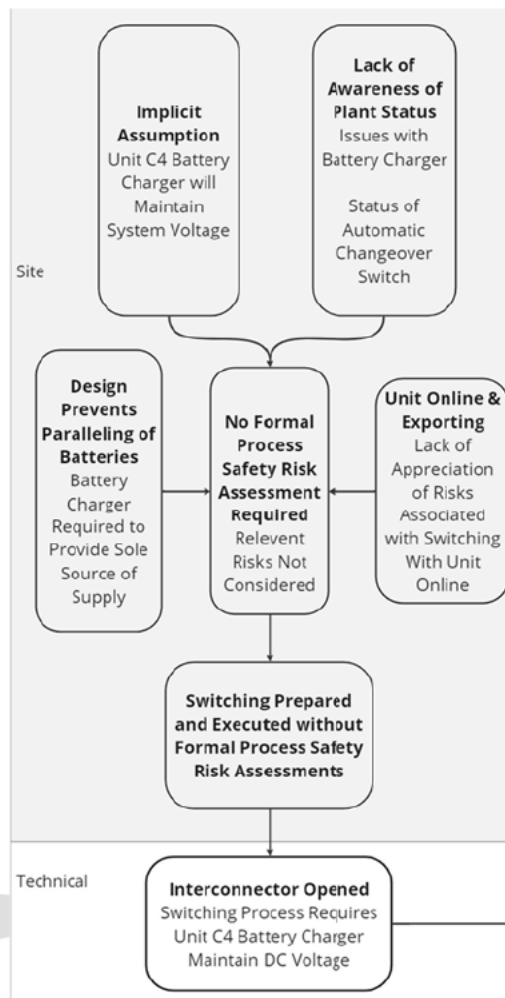 Implicit
Assumption
Unit C4 Battery
Charger will
Maintain
System Voltage
Lack of
Awareness of
Plant Status
Issues with
Battery Charger
Status of
Automatic
Changeover
Switch
Site
Design
Prevents
Paralleling of
Batteries
Battery
Charger
Required to
Provide Sole
Source of
Supply
No Formal
Process
Safety Risk
Assessment
Required
Relevent
Risks Not
Considered
Unit Online &
Exporting
Lack of
Appreciation
of Risks
Associated
with Switching
With Unit
Online
Switching Prepared
and Executed without
Formal Process Safety
Risk Assessments
Technical
Interconnector Opened
Switching Process Requires
Unit C4 Battery Charger
Maintain DC Voltage